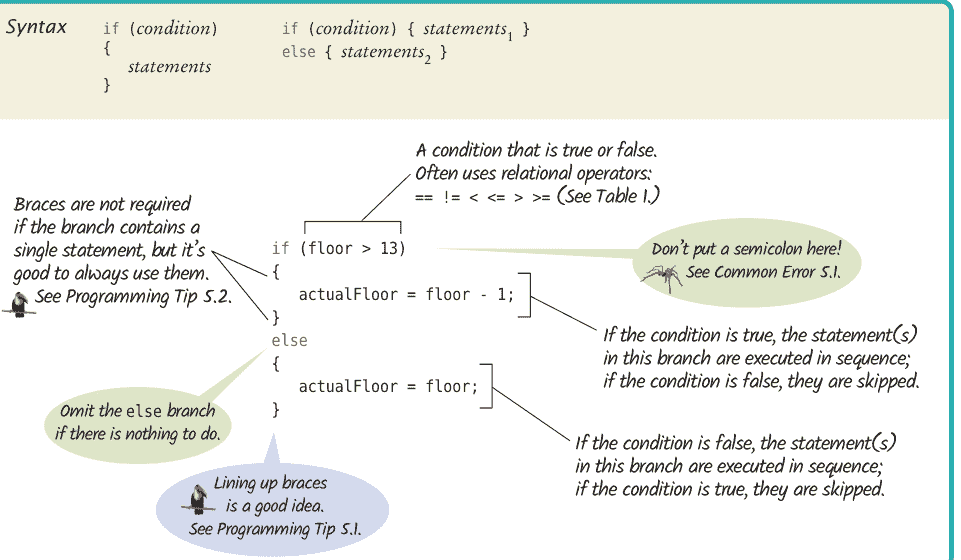 Syntax
if (condition)
{
statements
}
if (condition) { statements1 }
else { statements2 }
A condition that is true or false.
Often uses relational operators:
== != < <= > >= (See Table 1.)
Braces are not required
if the branch contains a
single statement, but it's
good to always use them.
See Programming Tip 5.2.
if (floor > 13)
{
actualFloor = floor - 1;
}
else
{
actualFloor = floor;
}
Don't put a semicolon here!
See Common Error 5.1.
If the condition is true, the statement(s)
in this branch are executed in sequence;
if the condition is false, they are skipped.
Omit the else branch
if there is nothing to do.
If the condition is false, the statement(s)
in this branch are executed in sequence;
if the condition is true, they are skipped.
Lining up braces
is a good idea.
See Programming Tip 5.1.